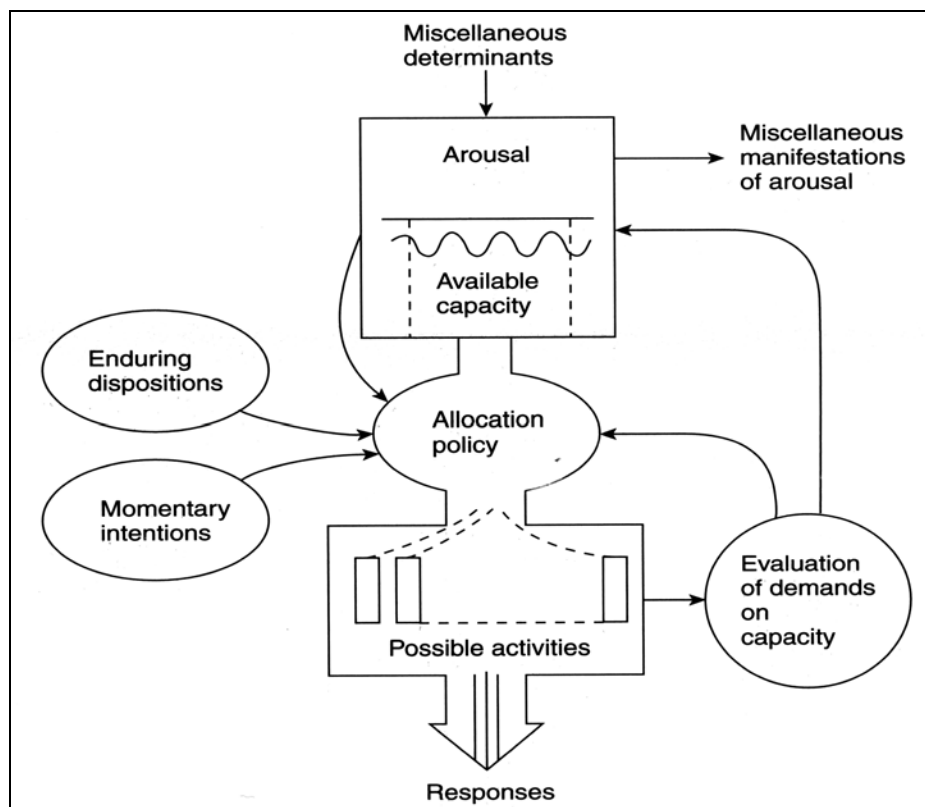 Miscellaneous
determinants
Arousal
Miscellaneous
manifestations
of arousal
Available
capacity
Enduring
dispositions
Allocation
policy
Momentary
intentions
Evaluation
of demands
on
capacity
Possible activities
Responses